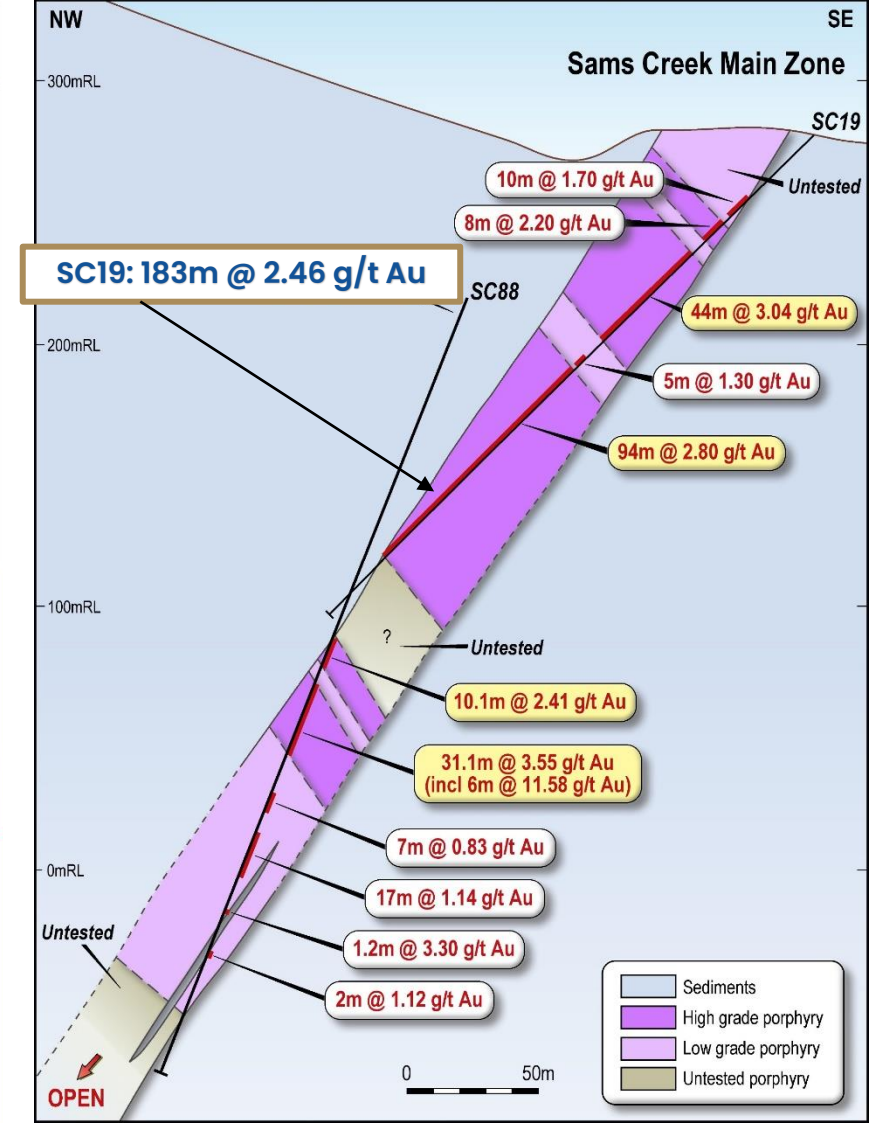 NW
SE
Sams Creek Main Zone
300mRL
SC19
10m @ 1.70 g/t Au
Untested
8m @ 2.20 g/t Au
SC19: 183m @ 2.46 g/t Au
SC88
44m @ 3.04 g/t Au
200mRL
5m @ 1.30 g/t Au
94m @ 2.80 g/t Au
100mRL
?
Untested
10.1m @ 2.41 g/t Au
31.1m @ 3.55 g/t Au
(incl 6m @ 11.58 g/t Au)
7m @ 0.83 g/t Au
0mRL
17m @ 1.14 g/t Au
Untested
1.2m @ 3.30 g/t Au
2m @ 1.12 g/t Au
Sediments
High grade porphyry
Low grade porphyry
Untested porphyry
0
50m
OPEN